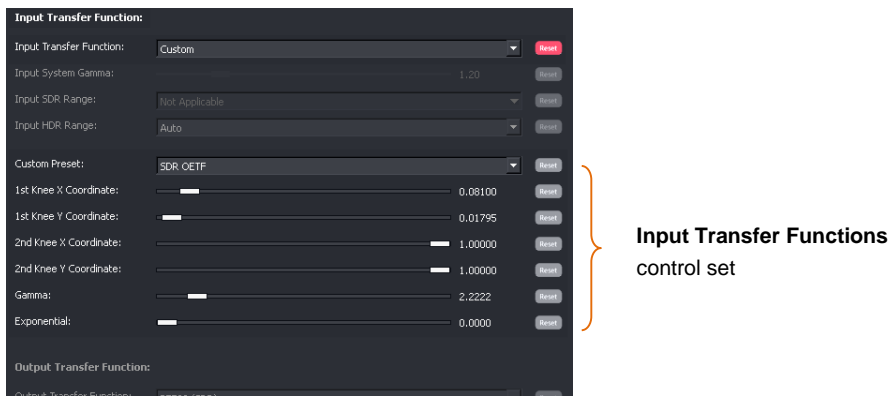 Input Transfer Function:
Input Transfer Function: Custom Reset
Input System Gamma: 1.20 Reset
Input SDR Range: Not Applicable Reset
Input HDR Range: Auto Reset
Custom Preset: SDR OETF Reset
1st Knee X Coordinate: 0.08100 Reset
1st Knee Y Coordinate: 0.01795 Reset
2nd Knee X Coordinate: 1.00000 Reset
2nd Knee Y Coordinate: 1.00000 Reset
Gamma: 2.2222 Reset
Exponential: 0.0000 Reset
Input Transfer Functions
control set
Output Transfer Function:
Output Transfer Function: